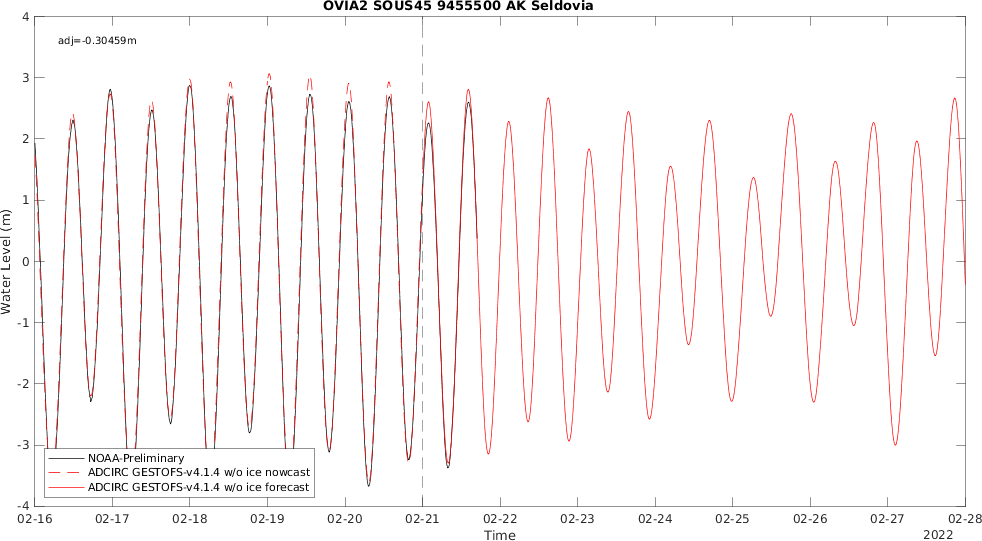 OVIA2 SOUS45 9455500 AK Seldovia
adj=-0.30459m
4
3
2
1
0
-1
-2
-3
-4
Water Level (m)
NOAA-Preliminary
ADCIRC GESTOFS-v4.1.4 w/o ice nowcast
ADCIRC GESTOFS-v4.1.4 w/o ice forecast
02-16 02-17 02-18 02-19 02-20 02-21 02-22 02-23 02-24 02-25 02-26 02-27 02-28
Time
2022